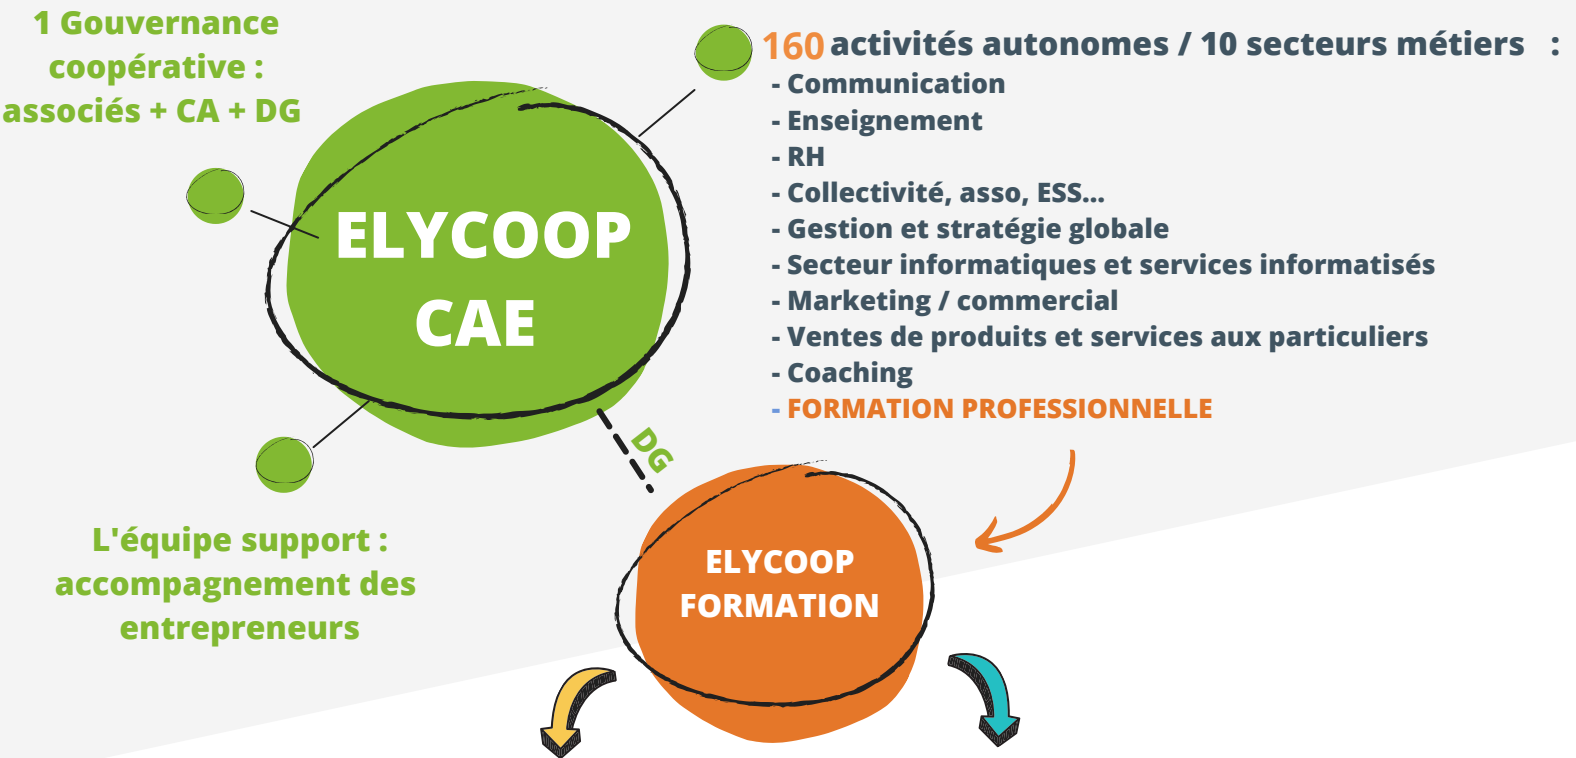 1 Gouvernance
coopérative :
associés + CA + DG
160 activités autonomes / 10 secteurs métiers :
- Communication
- Enseignement
- RH
- Collectivité, asso, ESS...
- Gestion et stratégie globale
- Secteur informatiques et services informatisés
- Marketing / commercial
- Ventes de produits et services aux particuliers
- Coaching
- FORMATION PROFESSIONNELLE
ELYCOOP
CAE
DG
L'équipe support :
accompagnement des
entrepreneurs
ELYCOOP
FORMATION